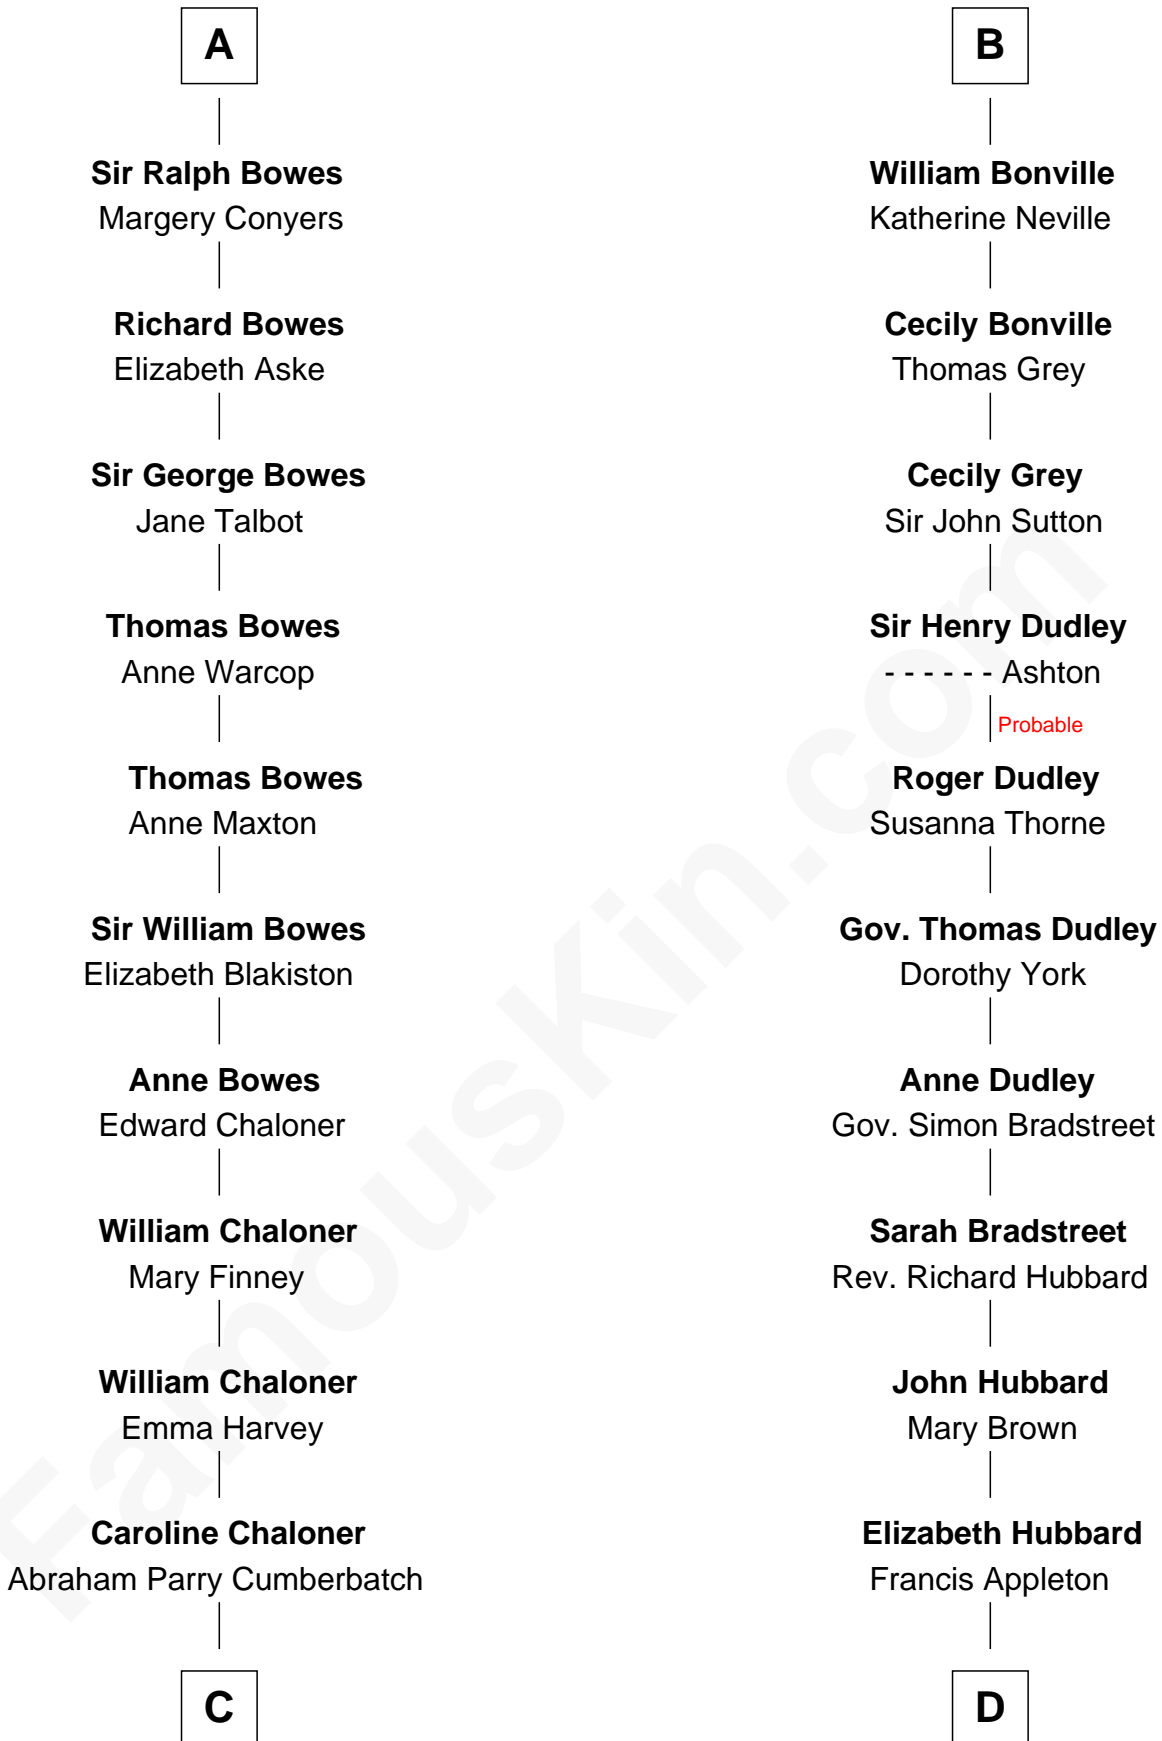 A
Sir Ralph Bowes
Margery Conyers
Richard Bowes
Elizabeth Aske
Sir George Bowes
Jane Talbot
Thomas Bowes
Anne Warcop
Thomas Bowes
Anne Maxton
Sir William Bowes
Elizabeth Blakiston
Anne Bowes
Edward Chaloner
William Chaloner
Mary Finney
William Chaloner
Emma Harvey
Caroline Chaloner
Abraham Parry Cumberbatch
C
B
William Bonville
Katherine Neville
Cecily Bonville
Thomas Grey
Cecily Grey
Sir John Sutton
Sir Henry Dudley
- - - - - - Ashton
Probable
Roger Dudley
Susanna Thorne
Gov. Thomas Dudley
Dorothy York
Anne Dudley
Gov. Simon Bradstreet
Sarah Bradstreet
Rev. Richard Hubbard
John Hubbard
Mary Brown
Elizabeth Hubbard
Francis Appleton
D
FamousKin.com